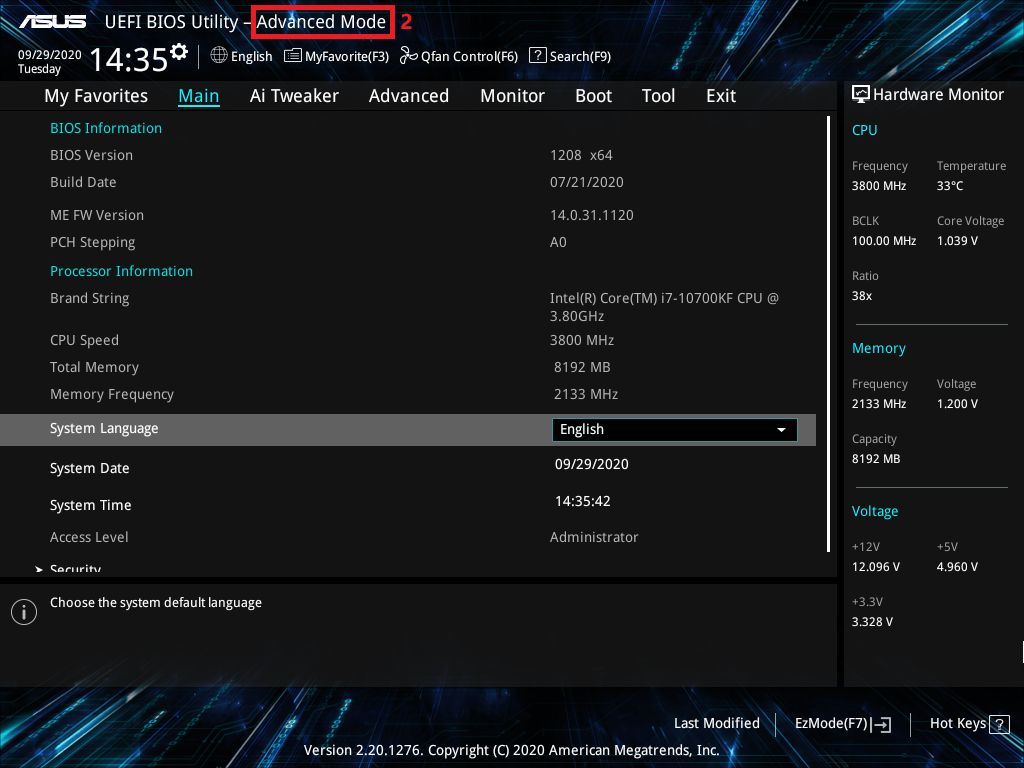 ASUS UEFI BIOS Utility – Advanced Mode 2
09/29/2020 Tuesday 14:35 English MyFavorite(F3) Qfan Control(F6) ? Search(F9)
My Favorites Main Ai Tweaker Advanced Monitor Boot Tool Exit
BIOS Information
BIOS Version 1208 x64
Build Date 07/21/2020
ME FW Version 14.0.31.1120
PCH Stepping A0
Processor Information
Brand String Intel(R) Core(TM) i7-10700KF CPU @
3.80GHz
CPU Speed 3800 MHz
Total Memory 8192 MB
Memory Frequency 2133 MHz
System Language English
System Date 09/29/2020
System Time 14:35:42
Access Level Administrator
Security
i Choose the system default language
Hardware Monitor
CPU
Frequency Temperature
3800 MHz 33°C
BCLK Core Voltage
100.00 MHz 1.039 V
Ratio
38x
Memory
Frequency Voltage
2133 MHz 1.200 V
Capacity
8192 MB
Voltage
+12V +5V
12.096 V 4.960 V
+3.3V
3.328 V
Last Modified EzMode(F7) Hot Keys ?
Version 2.20.1276. Copyright (C) 2020 American Megatrends, Inc.